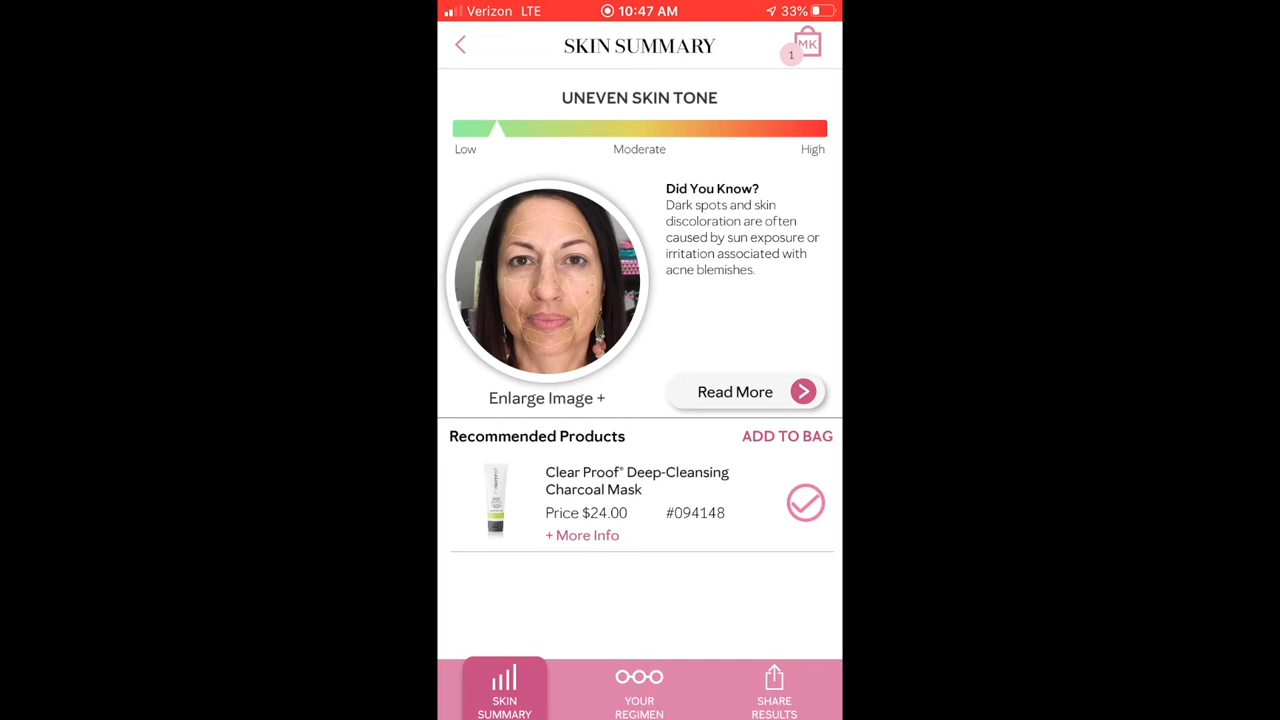 Verizon LTE 10:47 AM 33%
SKIN SUMMARY
MK
1
UNEVEN SKIN TONE
Low Moderate High
Did You Know?
Dark spots and skin
discoloration are often
caused by sun exposure or
irritation associated with
acne blemishes.
Enlarge Image +
Read More
Recommended Products ADD TO BAG
Clear Proof® Deep-Cleansing
Charcoal Mask
Price $24.00 #094148
+ More Info
SKIN
SUMMARY
YOUR
REGIMEN
SHARE
RESULTS